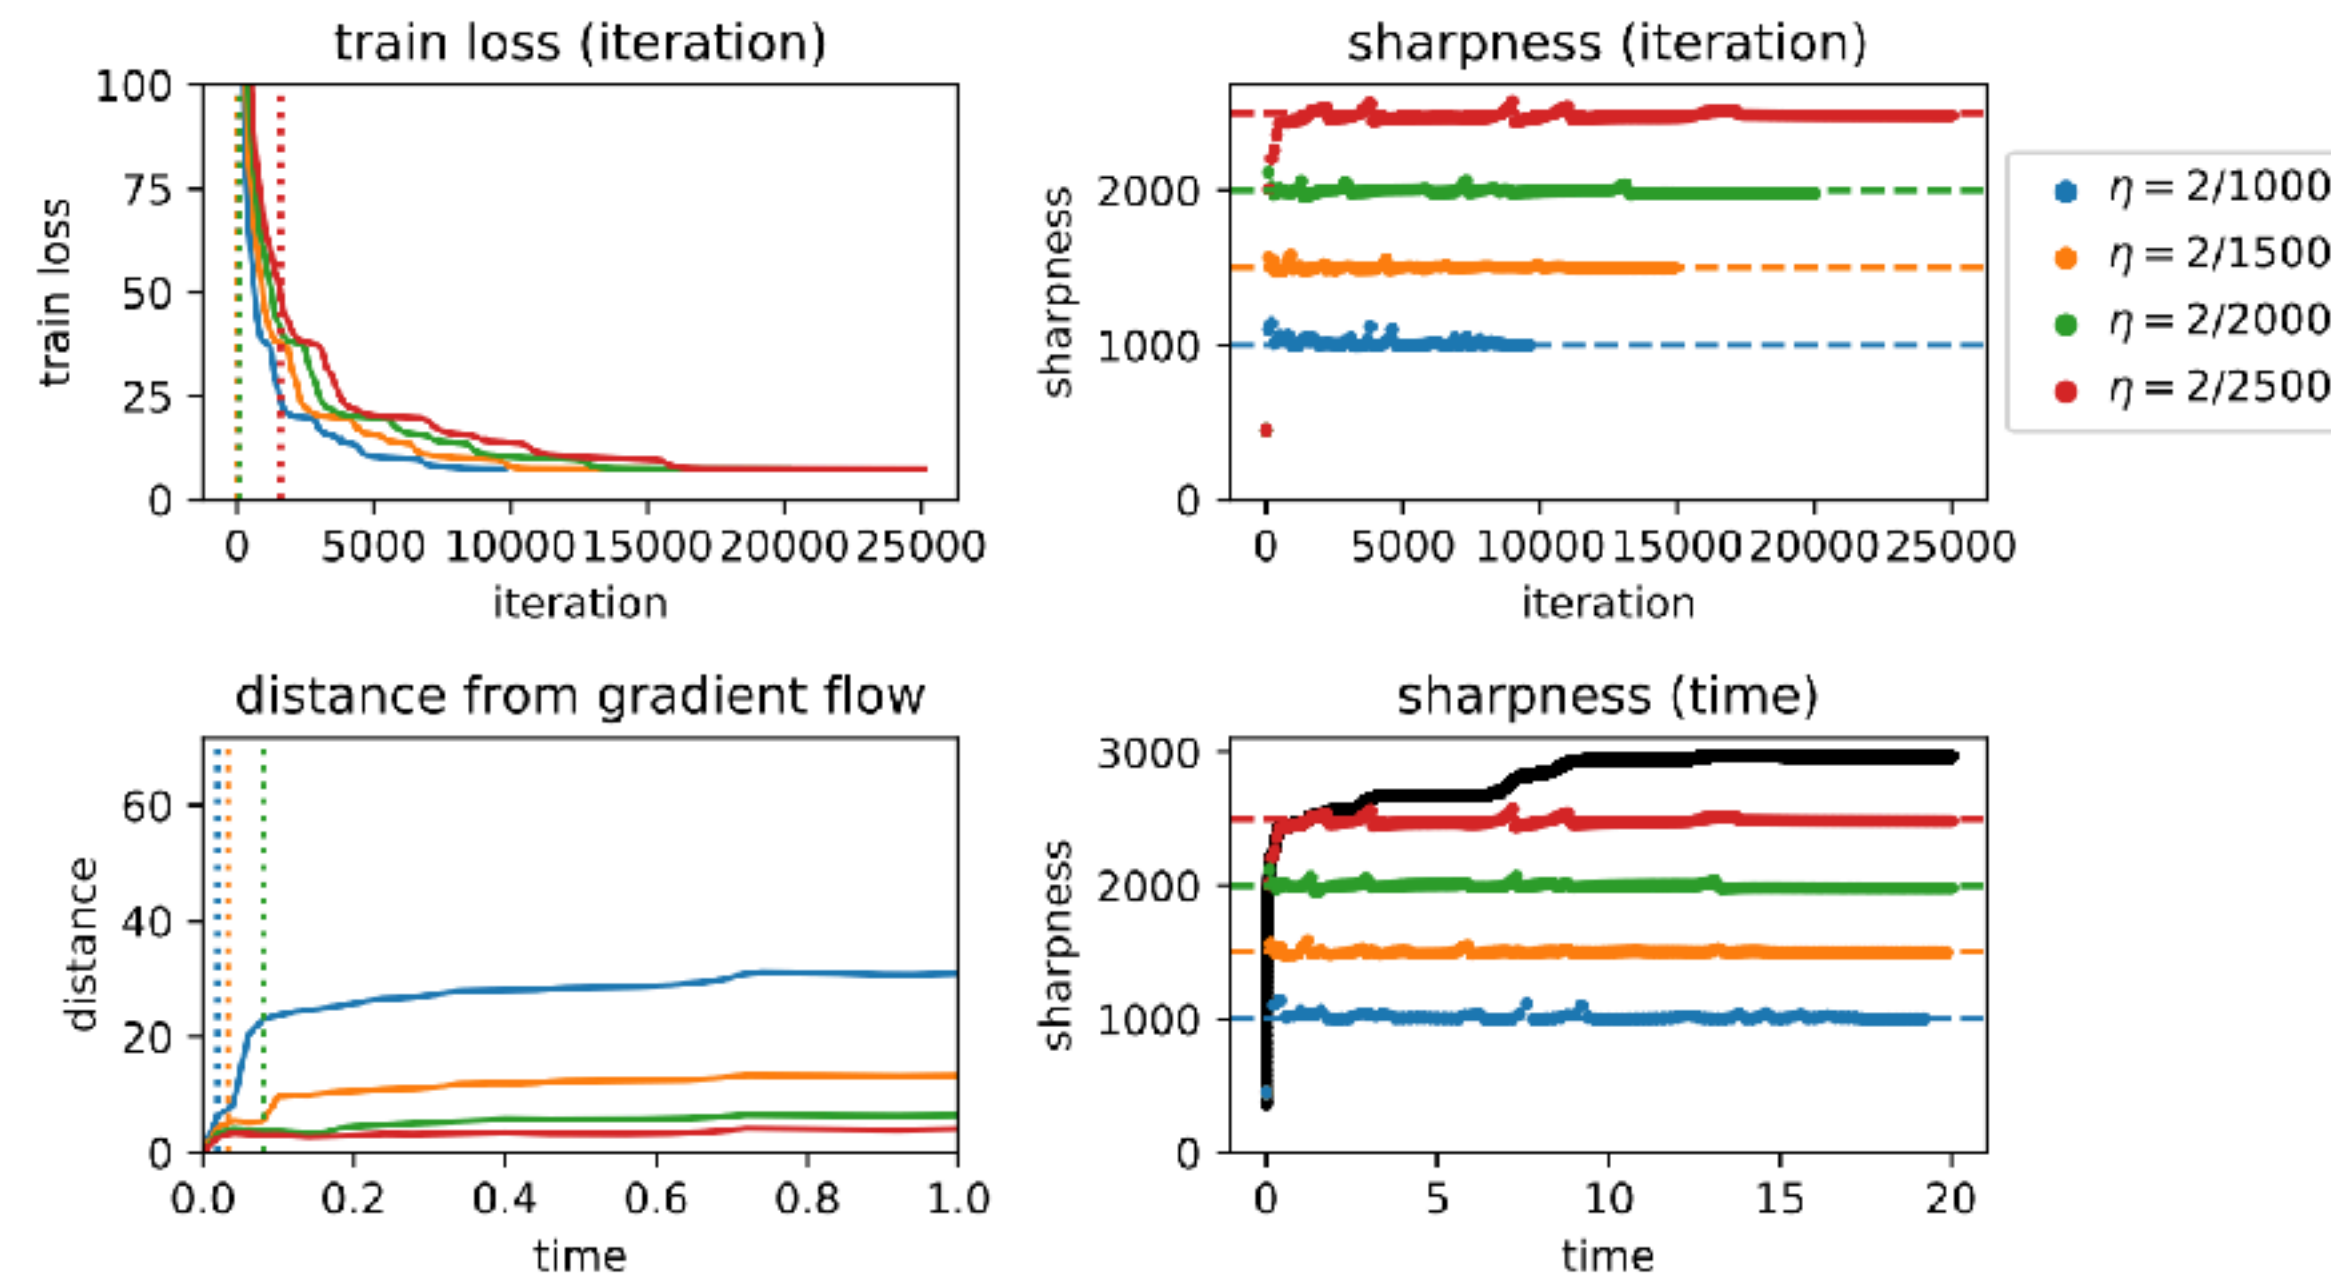 train loss (iteration)
100
75
50
25
0
train loss
0 5000 10000 15000 20000 25000
iteration
sharpness (iteration)
2000
1000
0
sharpness
0 5000 10000 15000 20000 25000
iteration
η = 2/1000
η = 2/1500
η = 2/2000
η = 2/2500
distance from gradient flow
60
40
20
0
distance
0.0 0.2 0.4 0.6 0.8 1.0
time
sharpness (time)
3000
2000
1000
0
sharpness
0 5 10 15 20
time